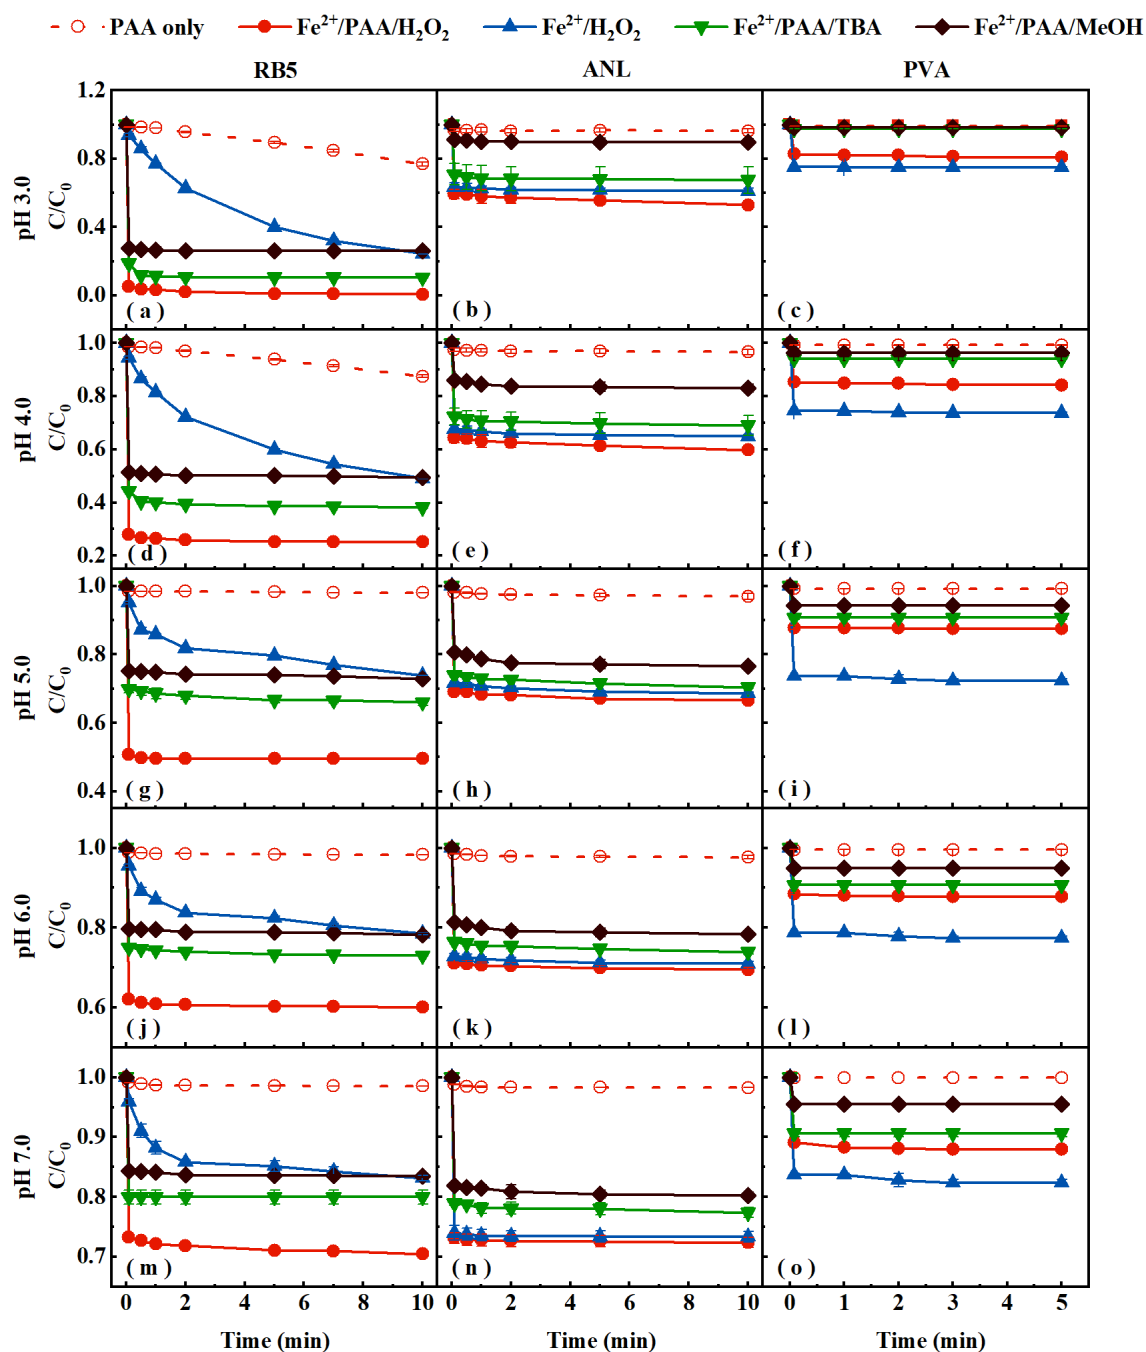 PAA only Fe²⁺/PAA/H₂O₂ Fe²⁺/H₂O₂ Fe²⁺/PAA/TBA Fe²⁺/PAA/MeOH
RB5 ANL PVA
pH 3.0
C/C₀
1.2
0.8
0.4
0.0
( a ) ( b ) ( c )
pH 4.0
C/C₀
1.0
0.8
0.6
0.4
0.2
( d ) ( e ) ( f )
pH 5.0
C/C₀
1.0
0.8
0.6
0.4
( g ) ( h ) ( i )
pH 6.0
C/C₀
1.0
0.8
0.6
( j ) ( k ) ( l )
pH 7.0
C/C₀
1.0
0.9
0.8
0.7
( m ) ( n ) ( o )
0 2 4 6 8 10 0 2 4 6 8 10 0 1 2 3 4 5
Time (min) Time (min) Time (min)